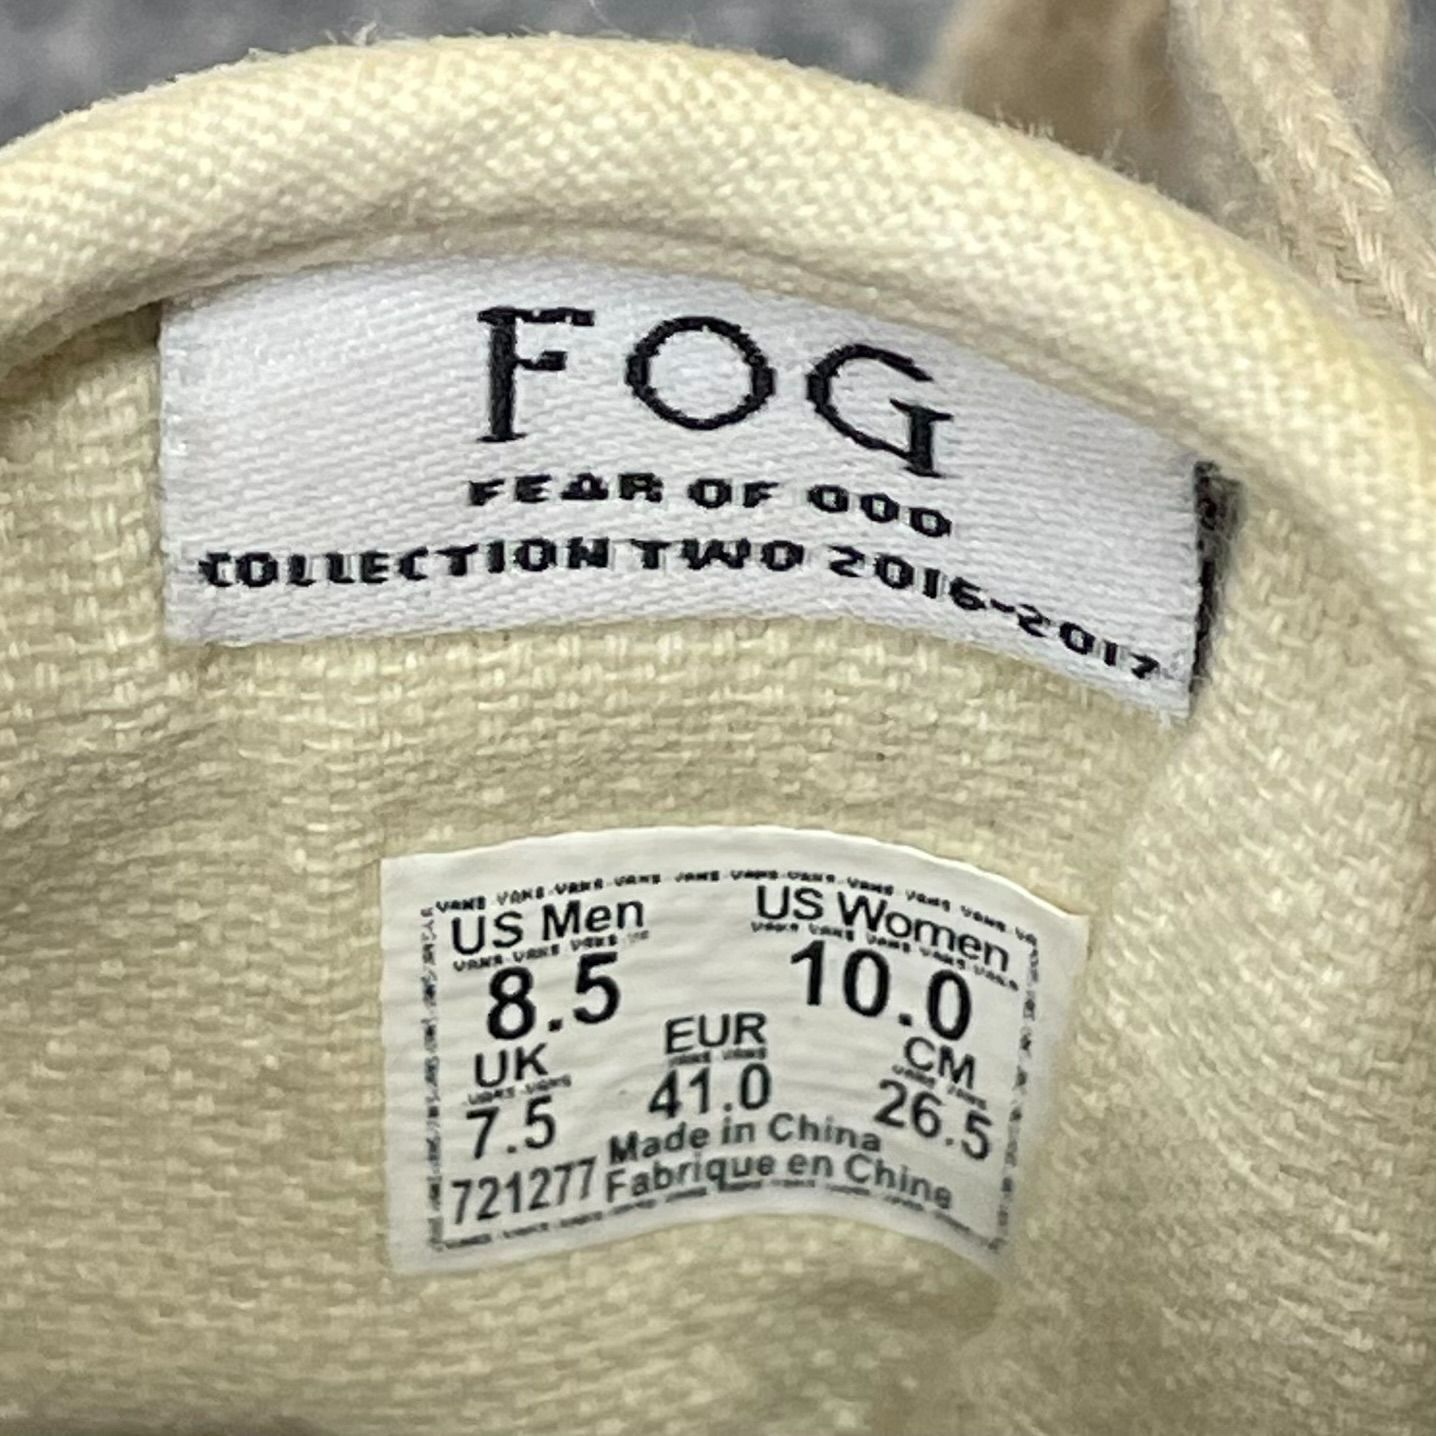 FOG
FEAR OF GOD
COLLECTION TWO 2016-2017
US Men US Women
8.5 10.0
UK EUR CM
7.5 41.0 26.5
Made in China
721277 Fabrique en Chine
VANS